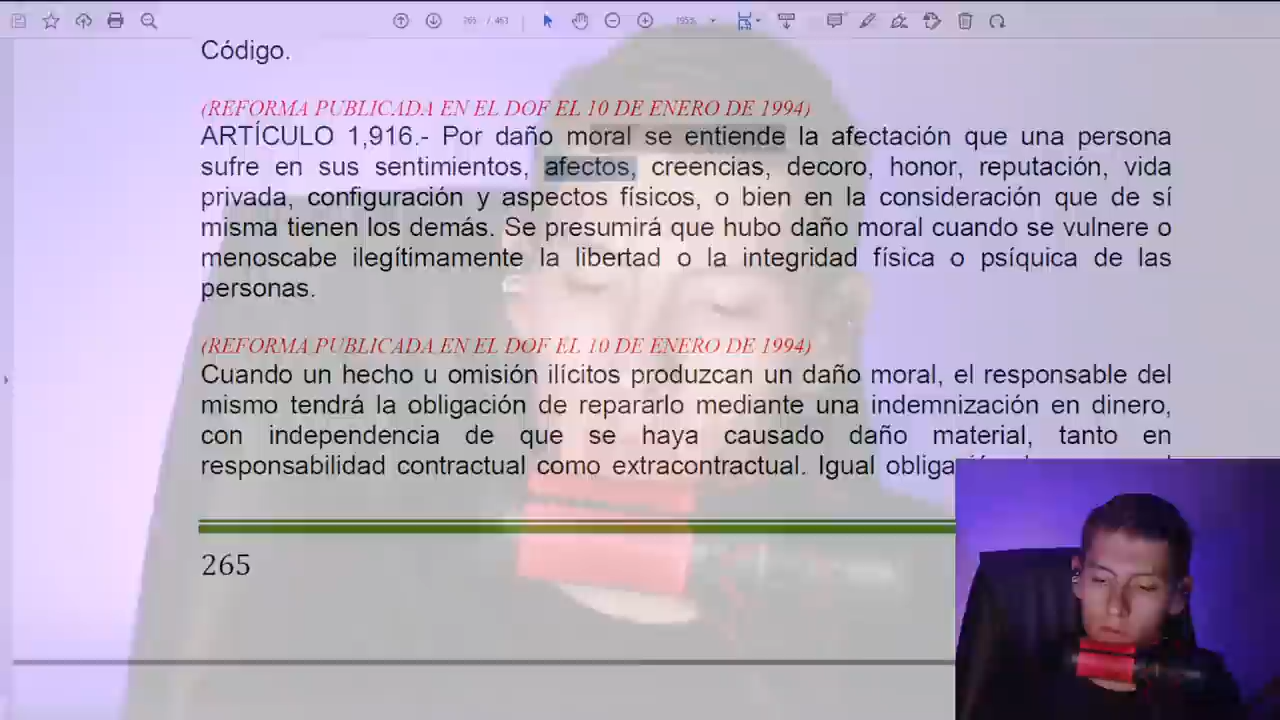 265 / 463
195%
Código.
(REFORMA PUBLICADA EN EL DOF EL 10 DE ENERO DE 1994)
ARTÍCULO 1,916.- Por daño moral se entiende la afectación que una persona
sufre en sus sentimientos, afectos, creencias, decoro, honor, reputación, vida
privada, configuración y aspectos físicos, o bien en la consideración que de sí
misma tienen los demás. Se presumirá que hubo daño moral cuando se vulnere o
menoscabe ilegítimamente la libertad o la integridad física o psíquica de las
personas.
(REFORMA PUBLICADA EN EL DOF EL 10 DE ENERO DE 1994)
Cuando un hecho u omisión ilícitos produzcan un daño moral, el responsable del
mismo tendrá la obligación de repararlo mediante una indemnización en dinero,
con independencia de que se haya causado daño material, tanto en
responsabilidad contractual como extracontractual. Igual
265